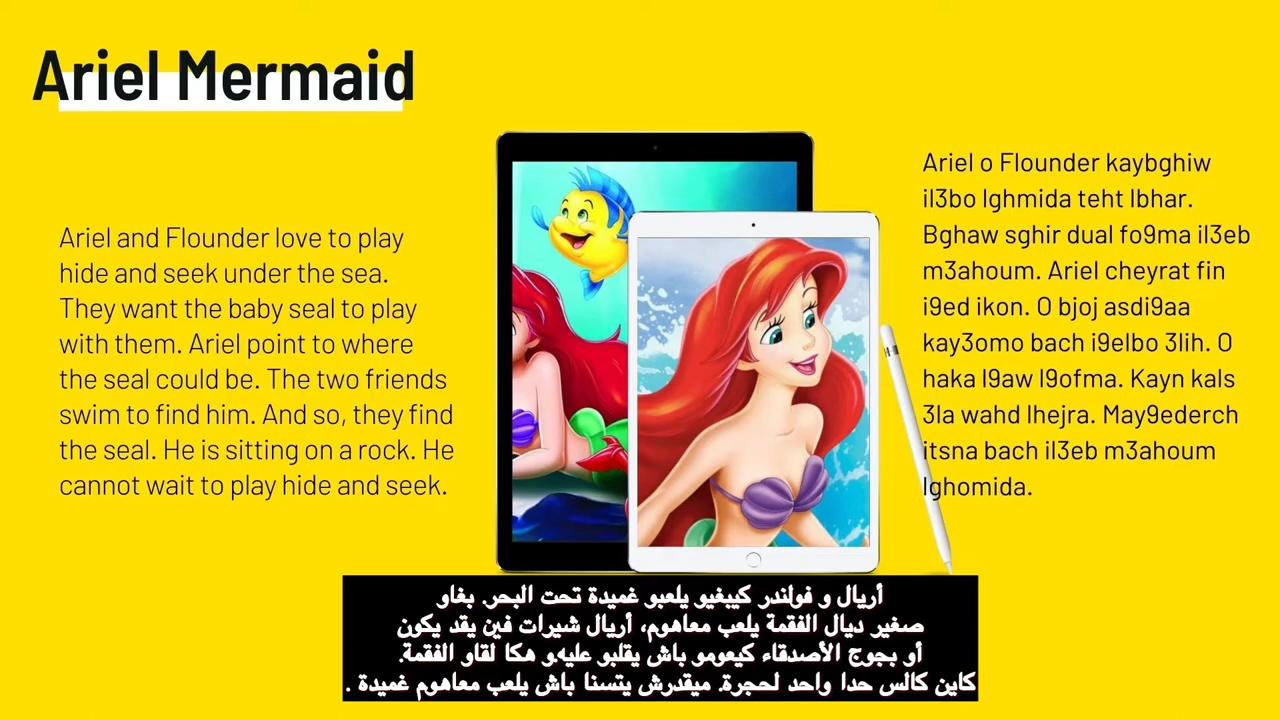 Ariel Mermaid
Ariel and Flounder love to play
hide and seek under the sea.
They want the baby seal to play
with them. Ariel point to where
the seal could be. The two friends
swim to find him. And so, they find
the seal. He is sitting on a rock. He
cannot wait to play hide and seek.
Ariel o Flounder kaybghiw
il3bo lghmida teht lbhar.
Bghaw sghir dual fo9ma il3eb
m3ahoum. Ariel cheyrat fin
i9ed ikon. O bjoj asdi9aa
kay3omo bach i9elbo 3lih. O
haka l9aw l9ofma. Kayn kals
3la wahd lhejra. May9ederch
itsna bach il3eb m3ahoum
lghomida.
أريال و فولندر كيبغيو يلعبو غميدة تحت البحر. بغاو
صغير ديال الفقمة يلعب معاهوم، أريال شيرات فين يقد يكون
أو بجوج الأصدقاء كيعومو باش يقلبو عليه.و هكا لقاو الفقمة.
كاين كالس حدا واحد لحجرة. ميقدرش يتسنا باش يلعب معاهوم غميدة .